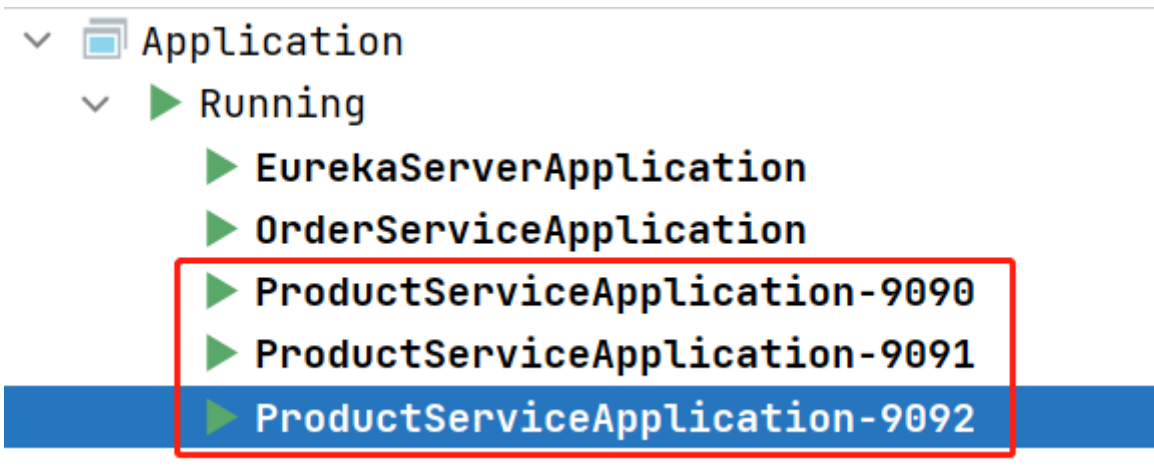 Application
Running
EurekaServerApplication
OrderServiceApplication
ProductServiceApplication-9090
ProductServiceApplication-9091
ProductServiceApplication-9092